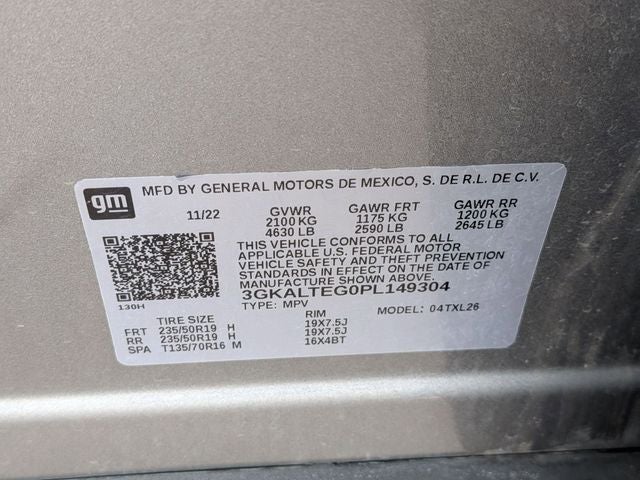 gm
MFD BY GENERAL MOTORS DE MEXICO, S. DE R.L. DE C.V.
11/22 GVWR GAWR FRT GAWR RR
2100 KG 1175 KG 1200 KG
4630 LB 2590 LB 2645 LB
THIS VEHICLE CONFORMS TO ALL
APPLICABLE U.S. FEDERAL MOTOR
VEHICLE SAFETY AND THEFT PREVENTION
STANDARDS IN EFFECT ON THE DATE OF
MANUFACTURE SHOWN ABOVE.
3GKALTEG0PL149304
130H TYPE: MPV MODEL: 04TXL26
TIRE SIZE RIM
FRT 235/50R19 H 19X7.5J
RR 235/50R19 H 19X7.5J
SPA T135/70R16 M 16X4BT